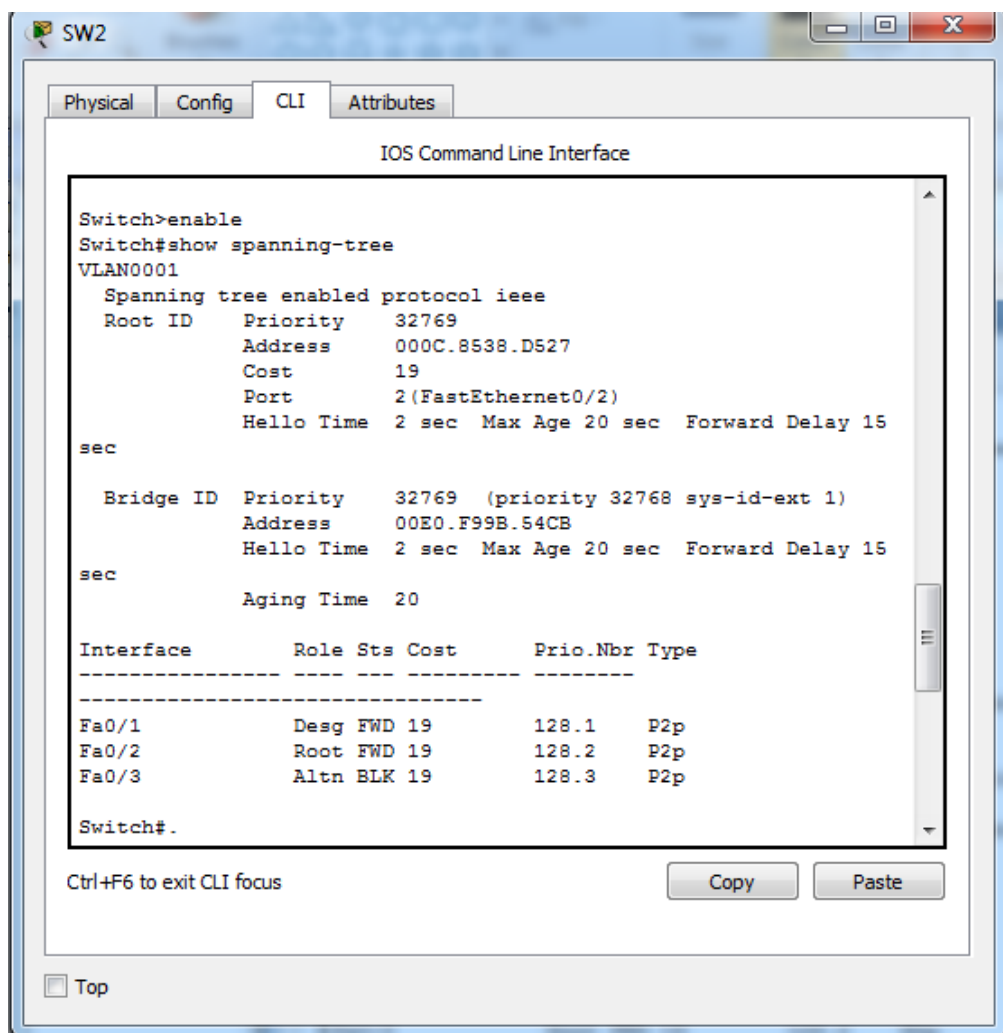 SW2
Physical Config CLI Attributes
IOS Command Line Interface
Switch>enable
Switch#show spanning-tree
VLAN0001
  Spanning tree enabled protocol ieee
  Root ID    Priority    32769
             Address     000C.8538.D527
             Cost        19
             Port        2(FastEthernet0/2)
             Hello Time  2 sec  Max Age 20 sec  Forward Delay 15
sec
  Bridge ID  Priority    32769  (priority 32768 sys-id-ext 1)
             Address     00E0.F99B.54CB
             Hello Time  2 sec  Max Age 20 sec  Forward Delay 15
sec
             Aging Time  20
Interface        Role Sts Cost      Prio.Nbr Type
---------------- ---- --- --------- --------
--------------------------------
Fa0/1            Desg FWD 19        128.1    P2p
Fa0/2            Root FWD 19        128.2    P2p
Fa0/3            Altn BLK 19        128.3    P2p
Switch#.
Ctrl+F6 to exit CLI focus
Copy Paste
Top